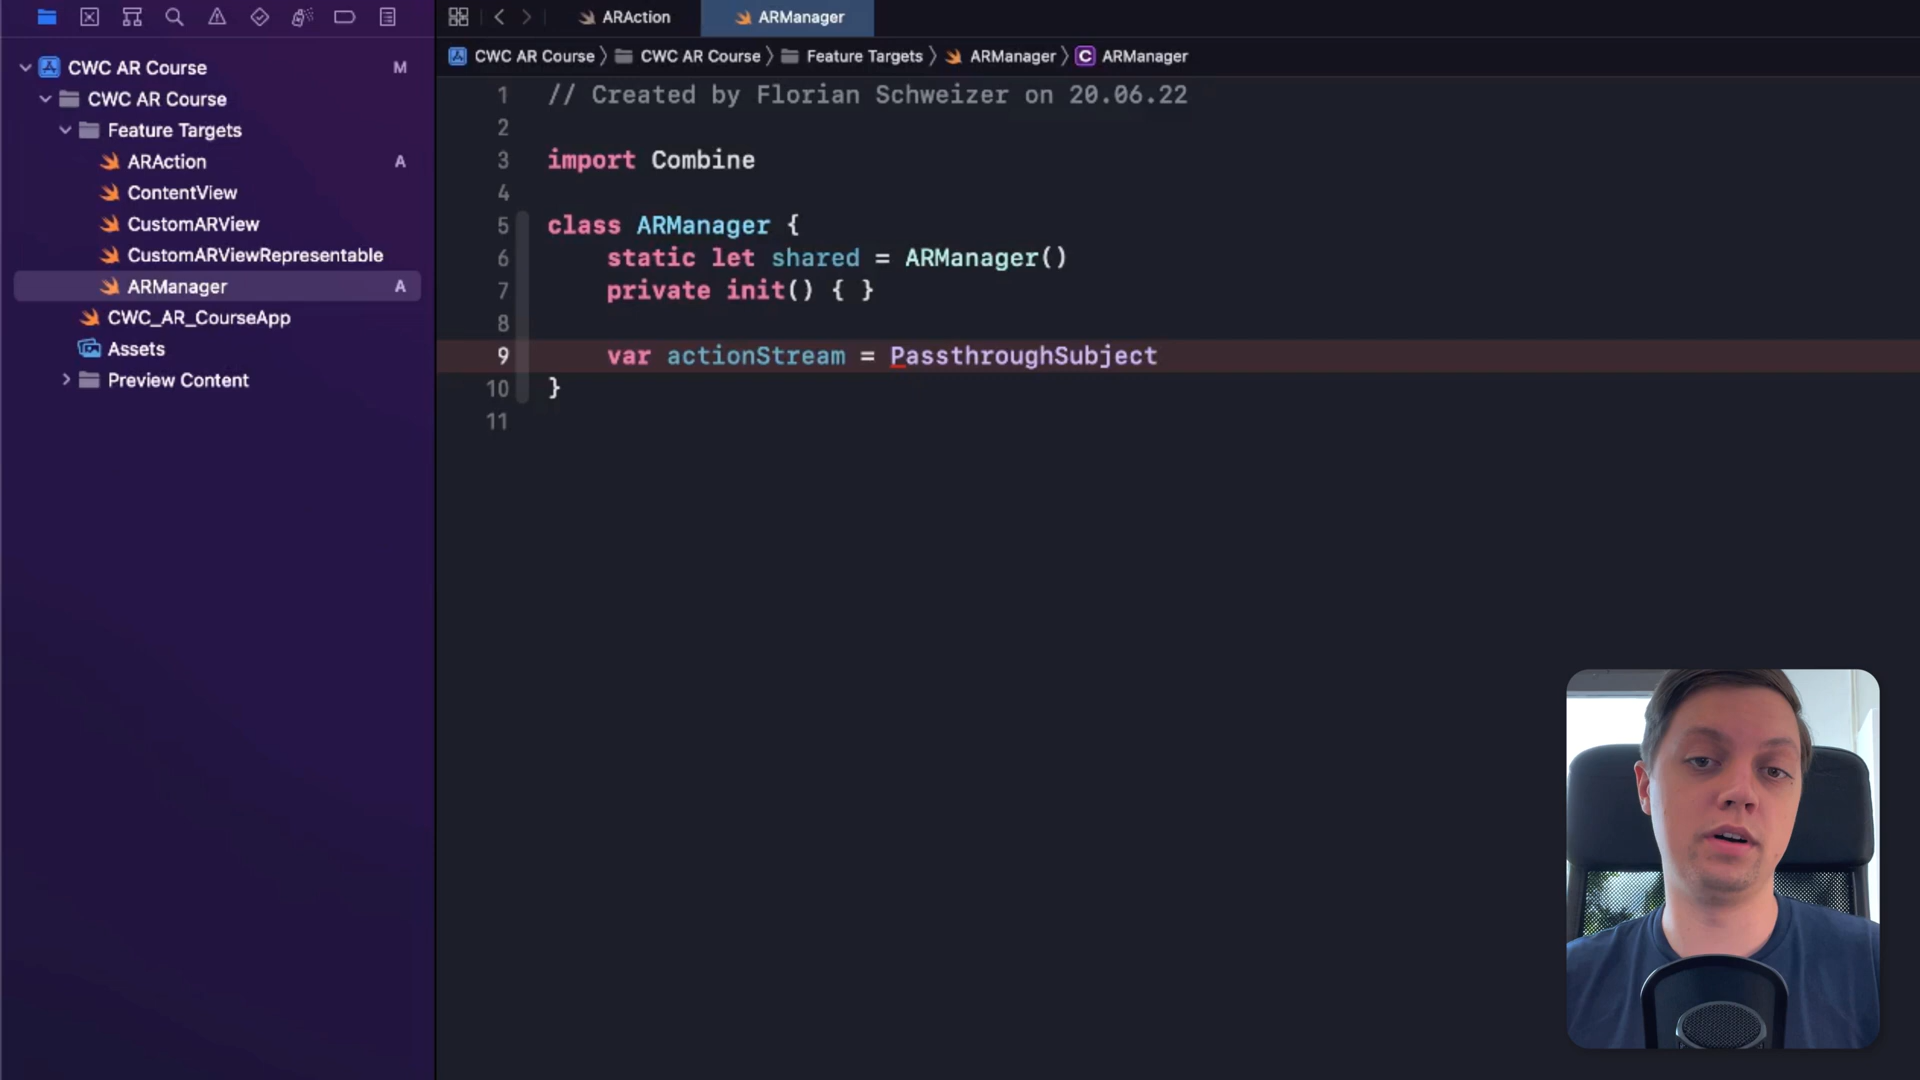 ARAction
ARManager
CWC AR Course
CWC AR Course
Feature Targets
ARManager
C
ARManager
CWC AR Course
M
CWC AR Course
Feature Targets
ARAction
A
ContentView
CustomARView
CustomARViewRepresentable
ARManager
A
CWC_AR_CourseApp
Assets
Preview Content
1 // Created by Florian Schweizer on 20.06.22
2
3 import Combine
4
5 class ARManager {
6 static let shared = ARManager()
7 private init() { }
8
9 var actionStream = PassthroughSubject
10 }
11